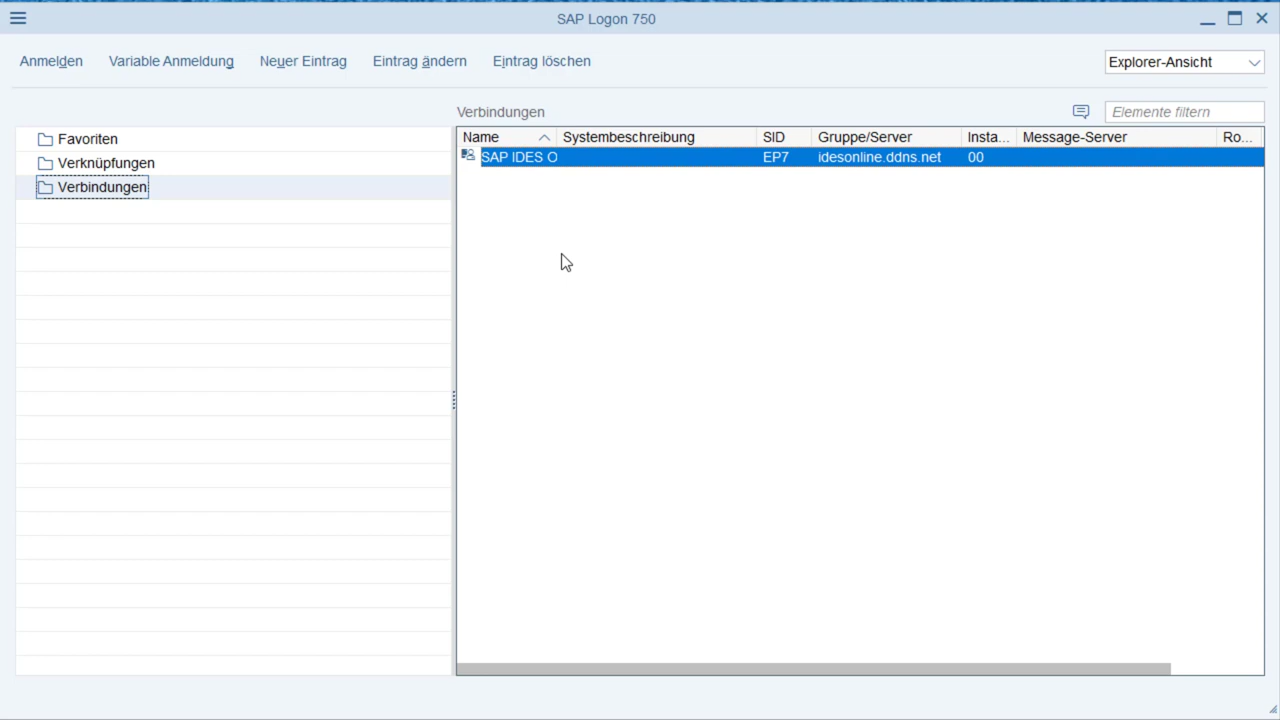 SAP Logon 750
Anmelden Variable Anmeldung Neuer Eintrag Eintrag ändern Eintrag löschen Explorer-Ansicht
Verbindungen Elemente filtern
Favoriten
Verknüpfungen
Verbindungen
Name Systembeschreibung SID Gruppe/Server Insta... Message-Server Ro...
SAP IDES O EP7 idesonline.ddns.net 00